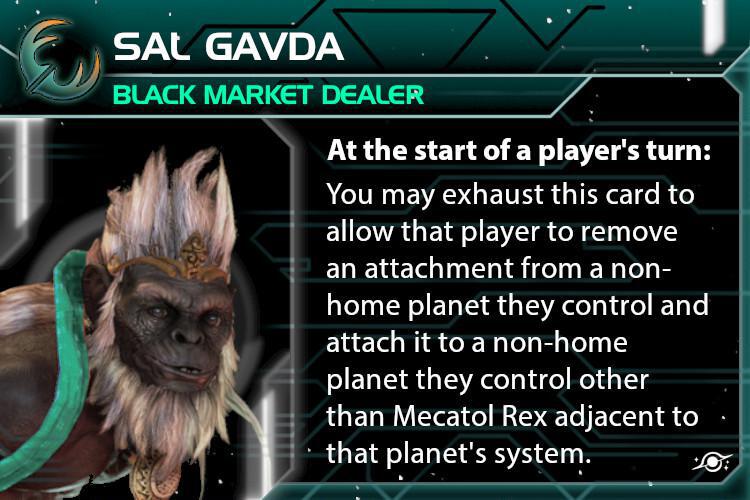 SAL GAVDA
BLACK MARKET DEALER
At the start of a player's turn:
You may exhaust this card to
allow that player to remove
an attachment from a non-
home planet they control and
attach it to a non-home
planet they control other
than Mecatol Rex adjacent to
that planet's system.